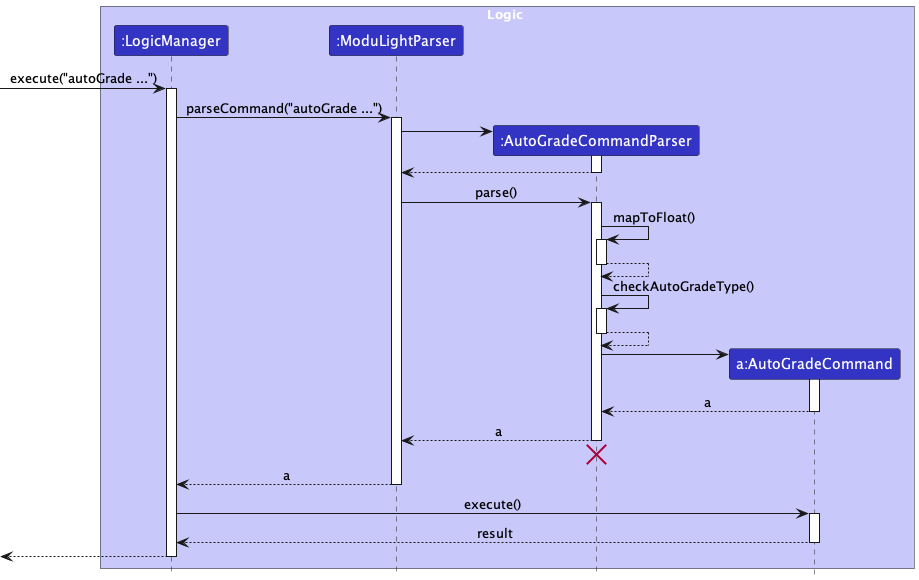 Logic
:LogicManager
:ModuLightParser
execute("autoGrade ...")
parseCommand("autoGrade ...")
:AutoGradeCommandParser
parse()
mapToFloat()
checkAutoGradeType()
a:AutoGradeCommand
a
a
a
execute()
result